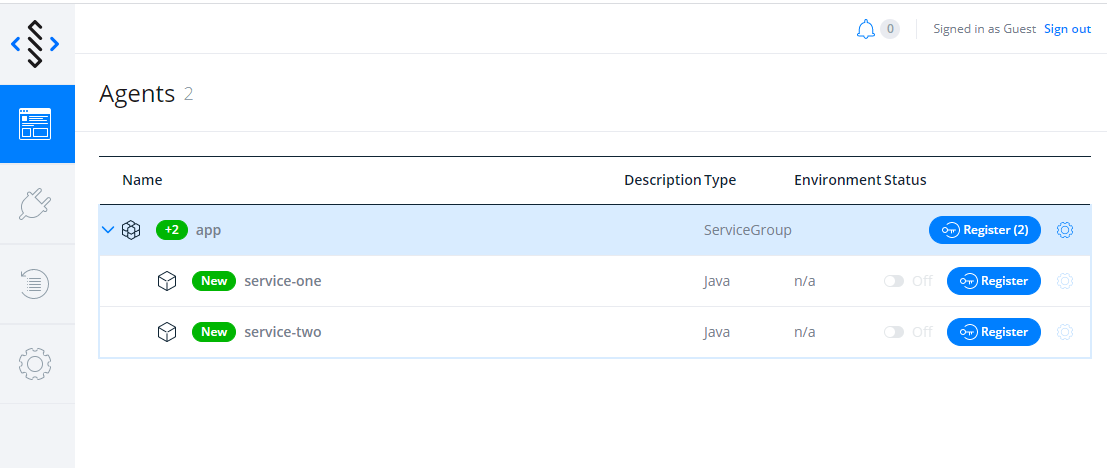 0 Signed in as Guest Sign out
Agents 2
Name Description Type Environment Status
+2 app ServiceGroup Register (2)
New service-one Java n/a Off Register
New service-two Java n/a Off Register